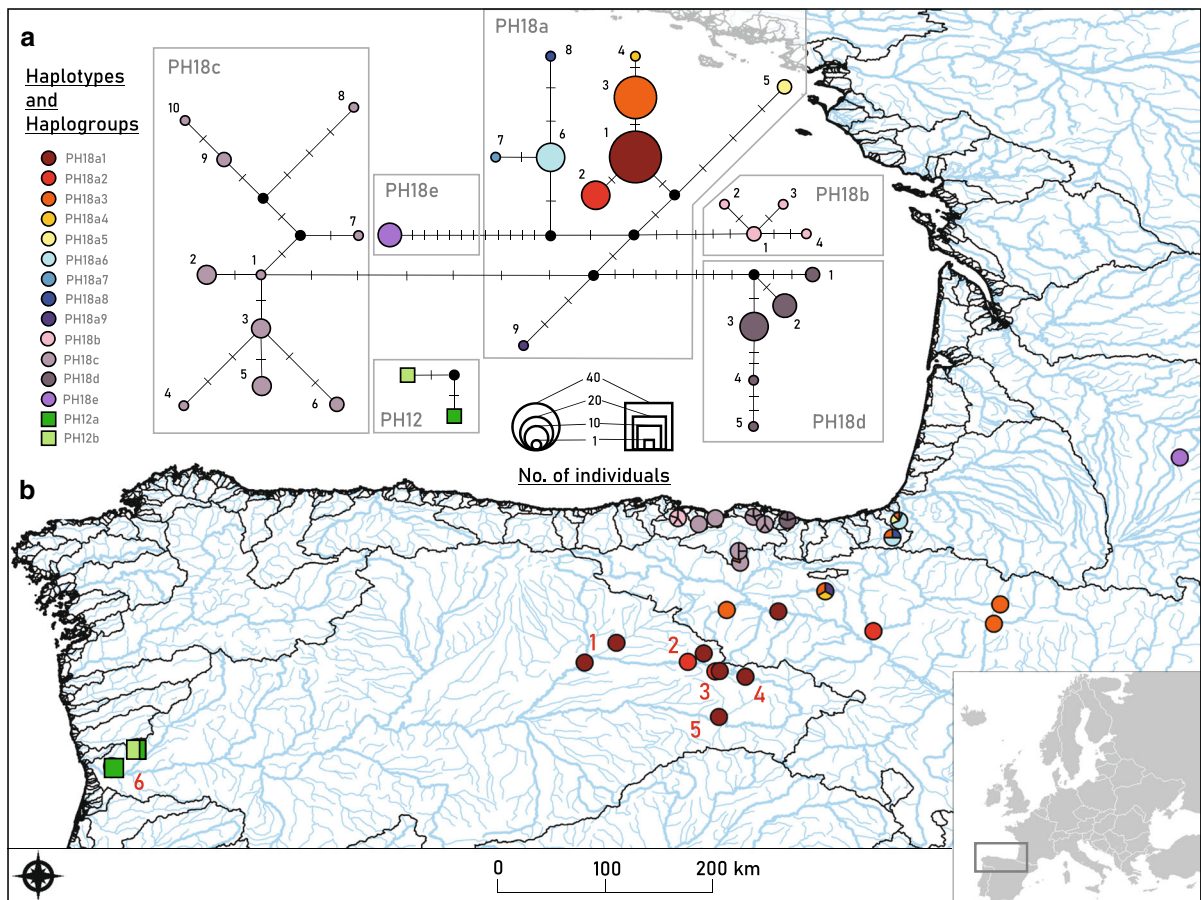 a
Haplotypes
and
Haplogroups
PH18a1
PH18a2
PH18a3
PH18a4
PH18a5
PH18a6
PH18a7
PH18a8
PH18a9
PH18b
PH18c
PH18d
PH18e
PH12a
PH12b
PH18c
10
8
9
7
2
1
3
4
5
6
PH18e
PH12
PH18a
8
4
3
5
7
6
1
2
9
PH18b
2
3
1
4
PH18d
1
2
3
4
5
40
20
10
1
No. of individuals
b
1
2
3
4
5
6
0
100
200 km